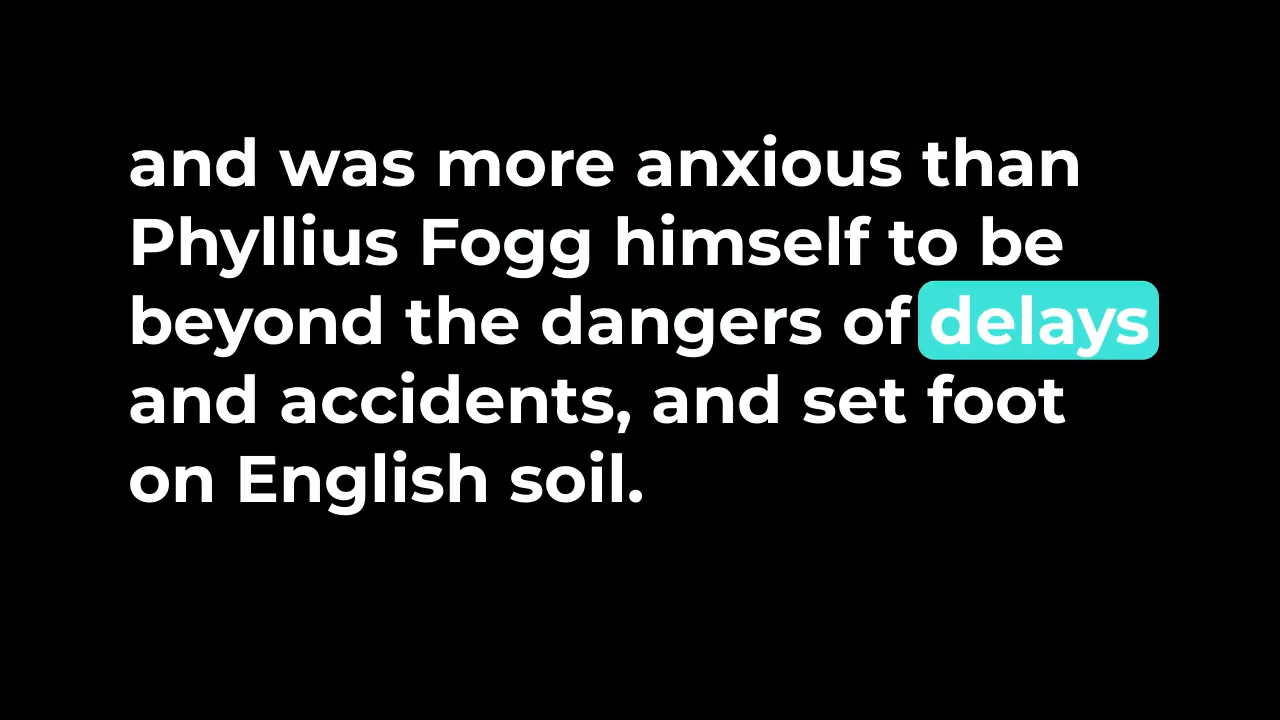 and was more anxious than
Phyllius Fogg himself to be
beyond the dangers of delays
and accidents, and set foot
on English soil.